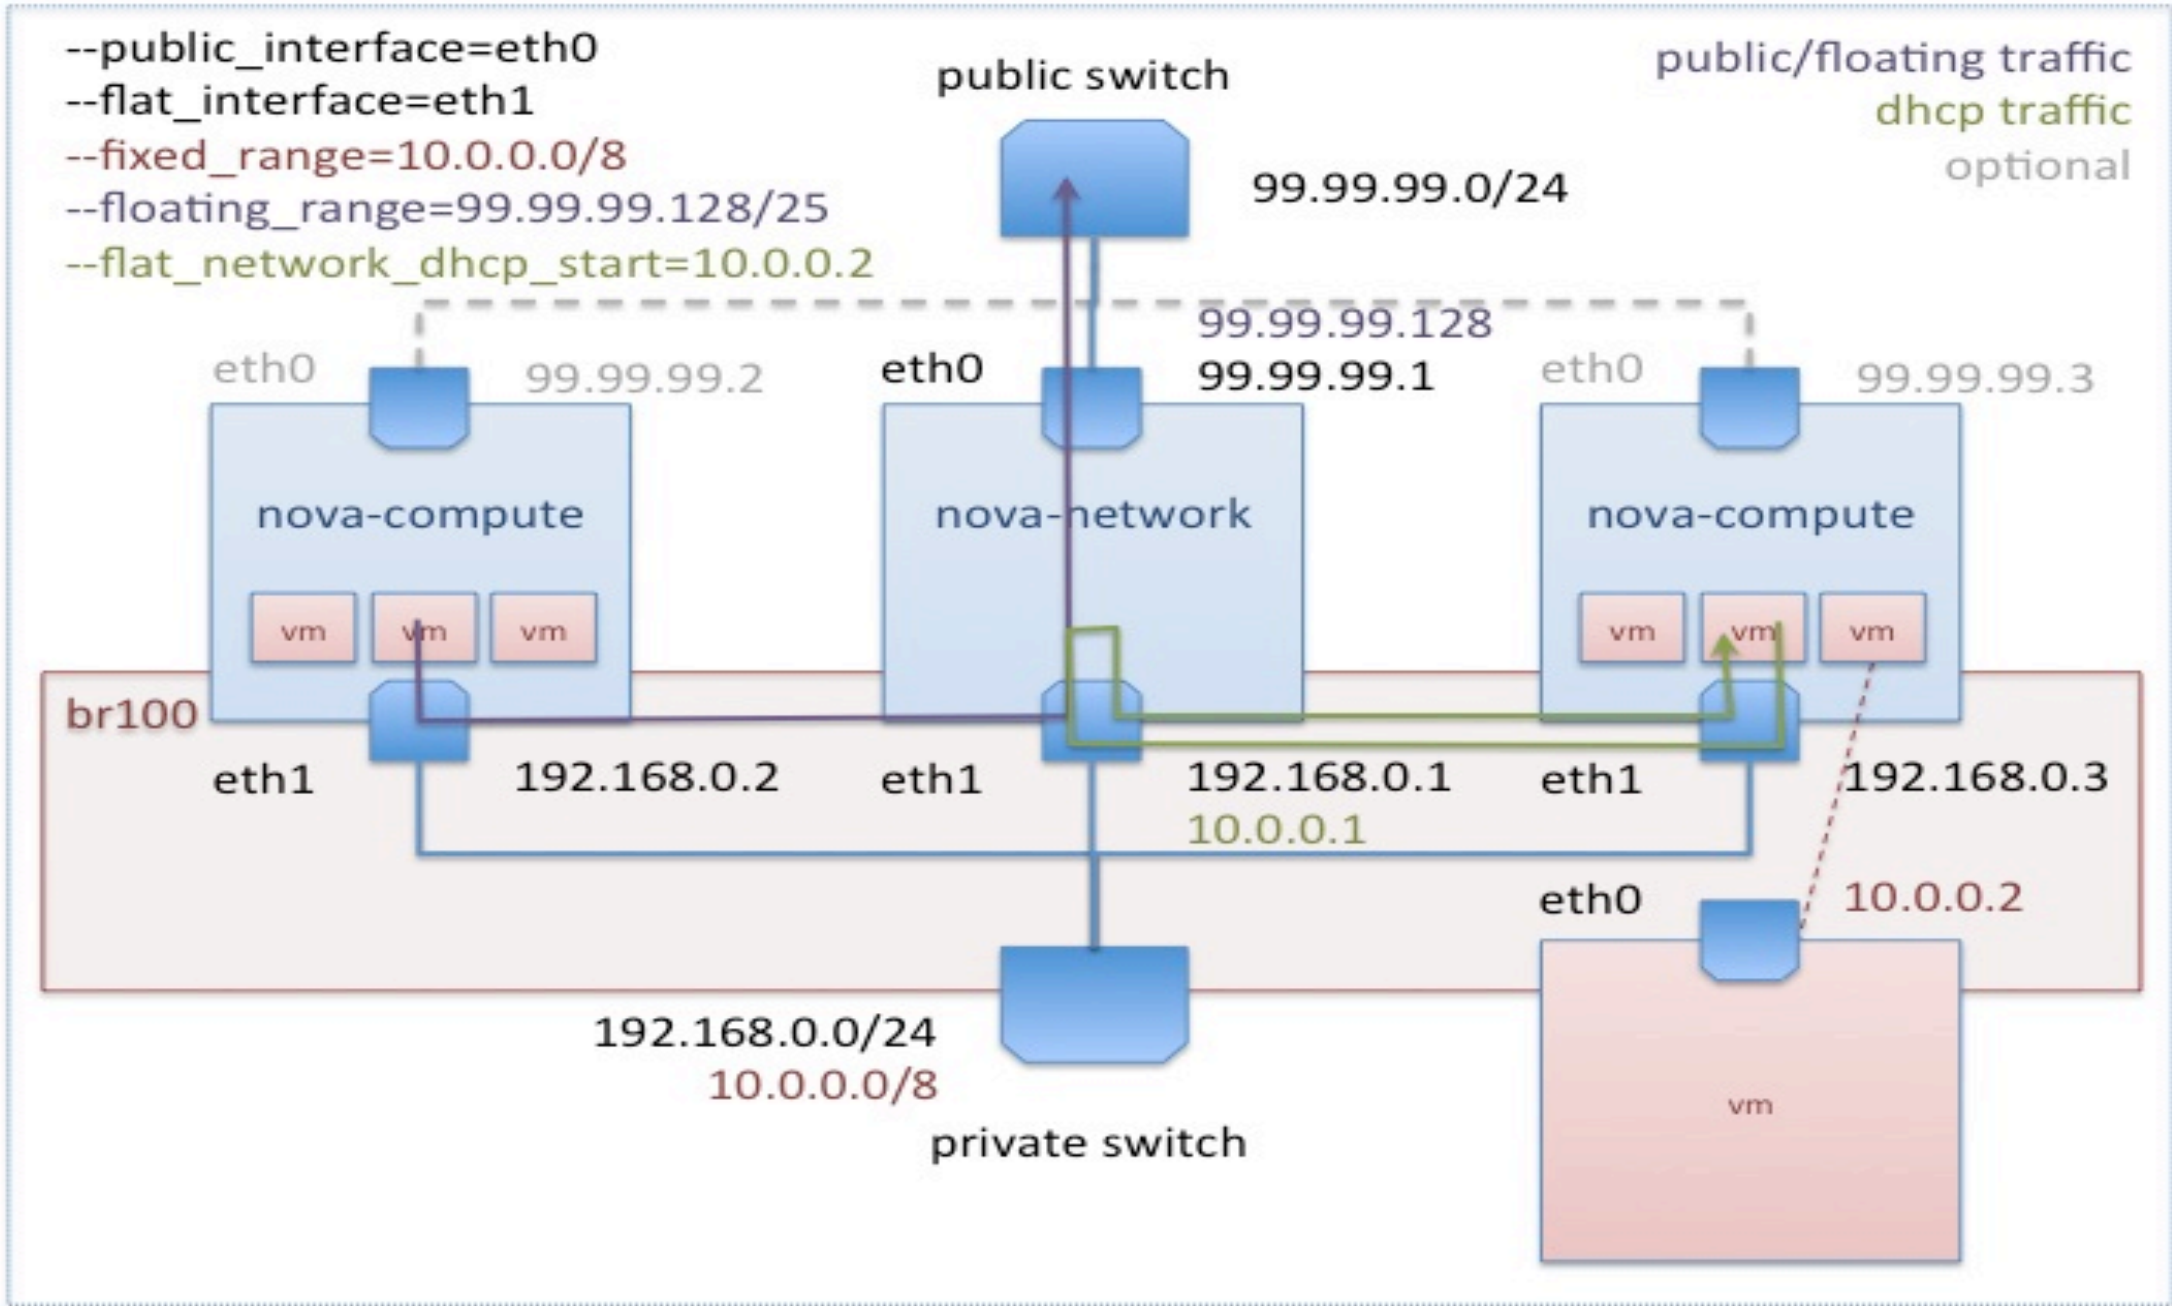 --public_interface=eth0
--flat_interface=eth1
--fixed_range=10.0.0.0/8
--floating_range=99.99.99.128/25
--flat_network_dhcp_start=10.0.0.2
public switch
99.99.99.0/24
public/floating traffic
dhcp traffic
optional
eth0
99.99.99.2
eth0
99.99.99.128
99.99.99.1
eth0
99.99.99.3
nova-compute
nova-network
nova-compute
vm
vm
vm
vm
vm
vm
br100
eth1
192.168.0.2
eth1
192.168.0.1
10.0.0.1
eth1
192.168.0.3
eth0
10.0.0.2
192.168.0.0/24
10.0.0.0/8
private switch
vm